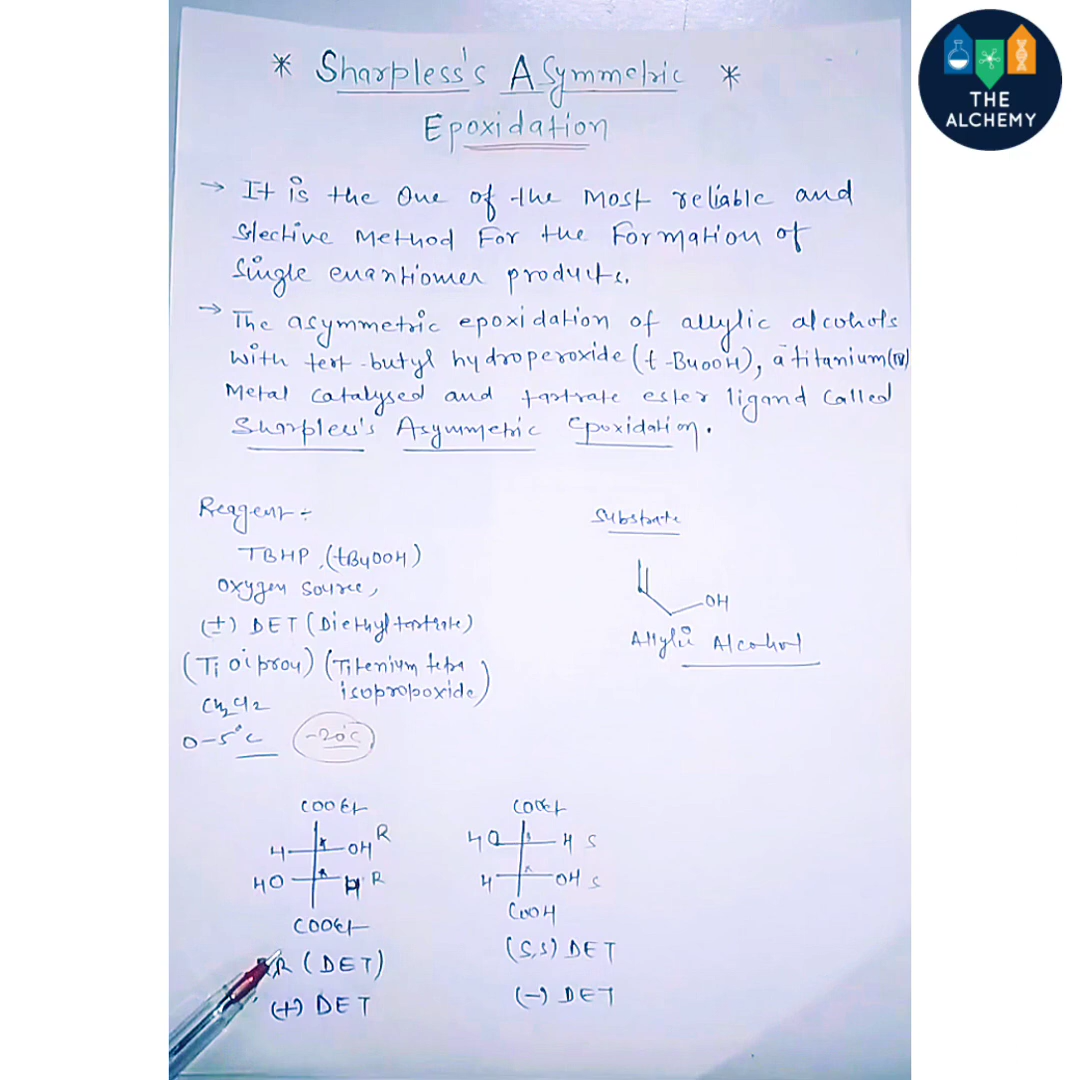 * Sharpless's Asymmetric *
Epoxidation
THE
ALCHEMY
→ It is the One of the Most reliable and
Selective Method For the Formation of
Single enantiomer products.
→ The asymmetric epoxidation of allylic alcohols
With tert-butyl hydroperoxide (t-BuOOH), a titanium (IV)
Metal Catalysed and tartrate ester ligand Called
Sharpless's Asymmetric Epoxidation.
Reagent ÷
TBHP, (tBuOOH)
Oxygen Source,
(±) DET (Diethyl tartrate)
(Ti oiprou) (Titenium tetra
isopropoxide)
CH2Cl2
0-5°C (-20°C)
Substrate
OH
Allylic Alcohol
COOEt
H OH R
HO H R
COOEt
R (DET)
(+) DET
COOEt
HO H S
H OH S
COOH
(S,S) DET
(-) DET